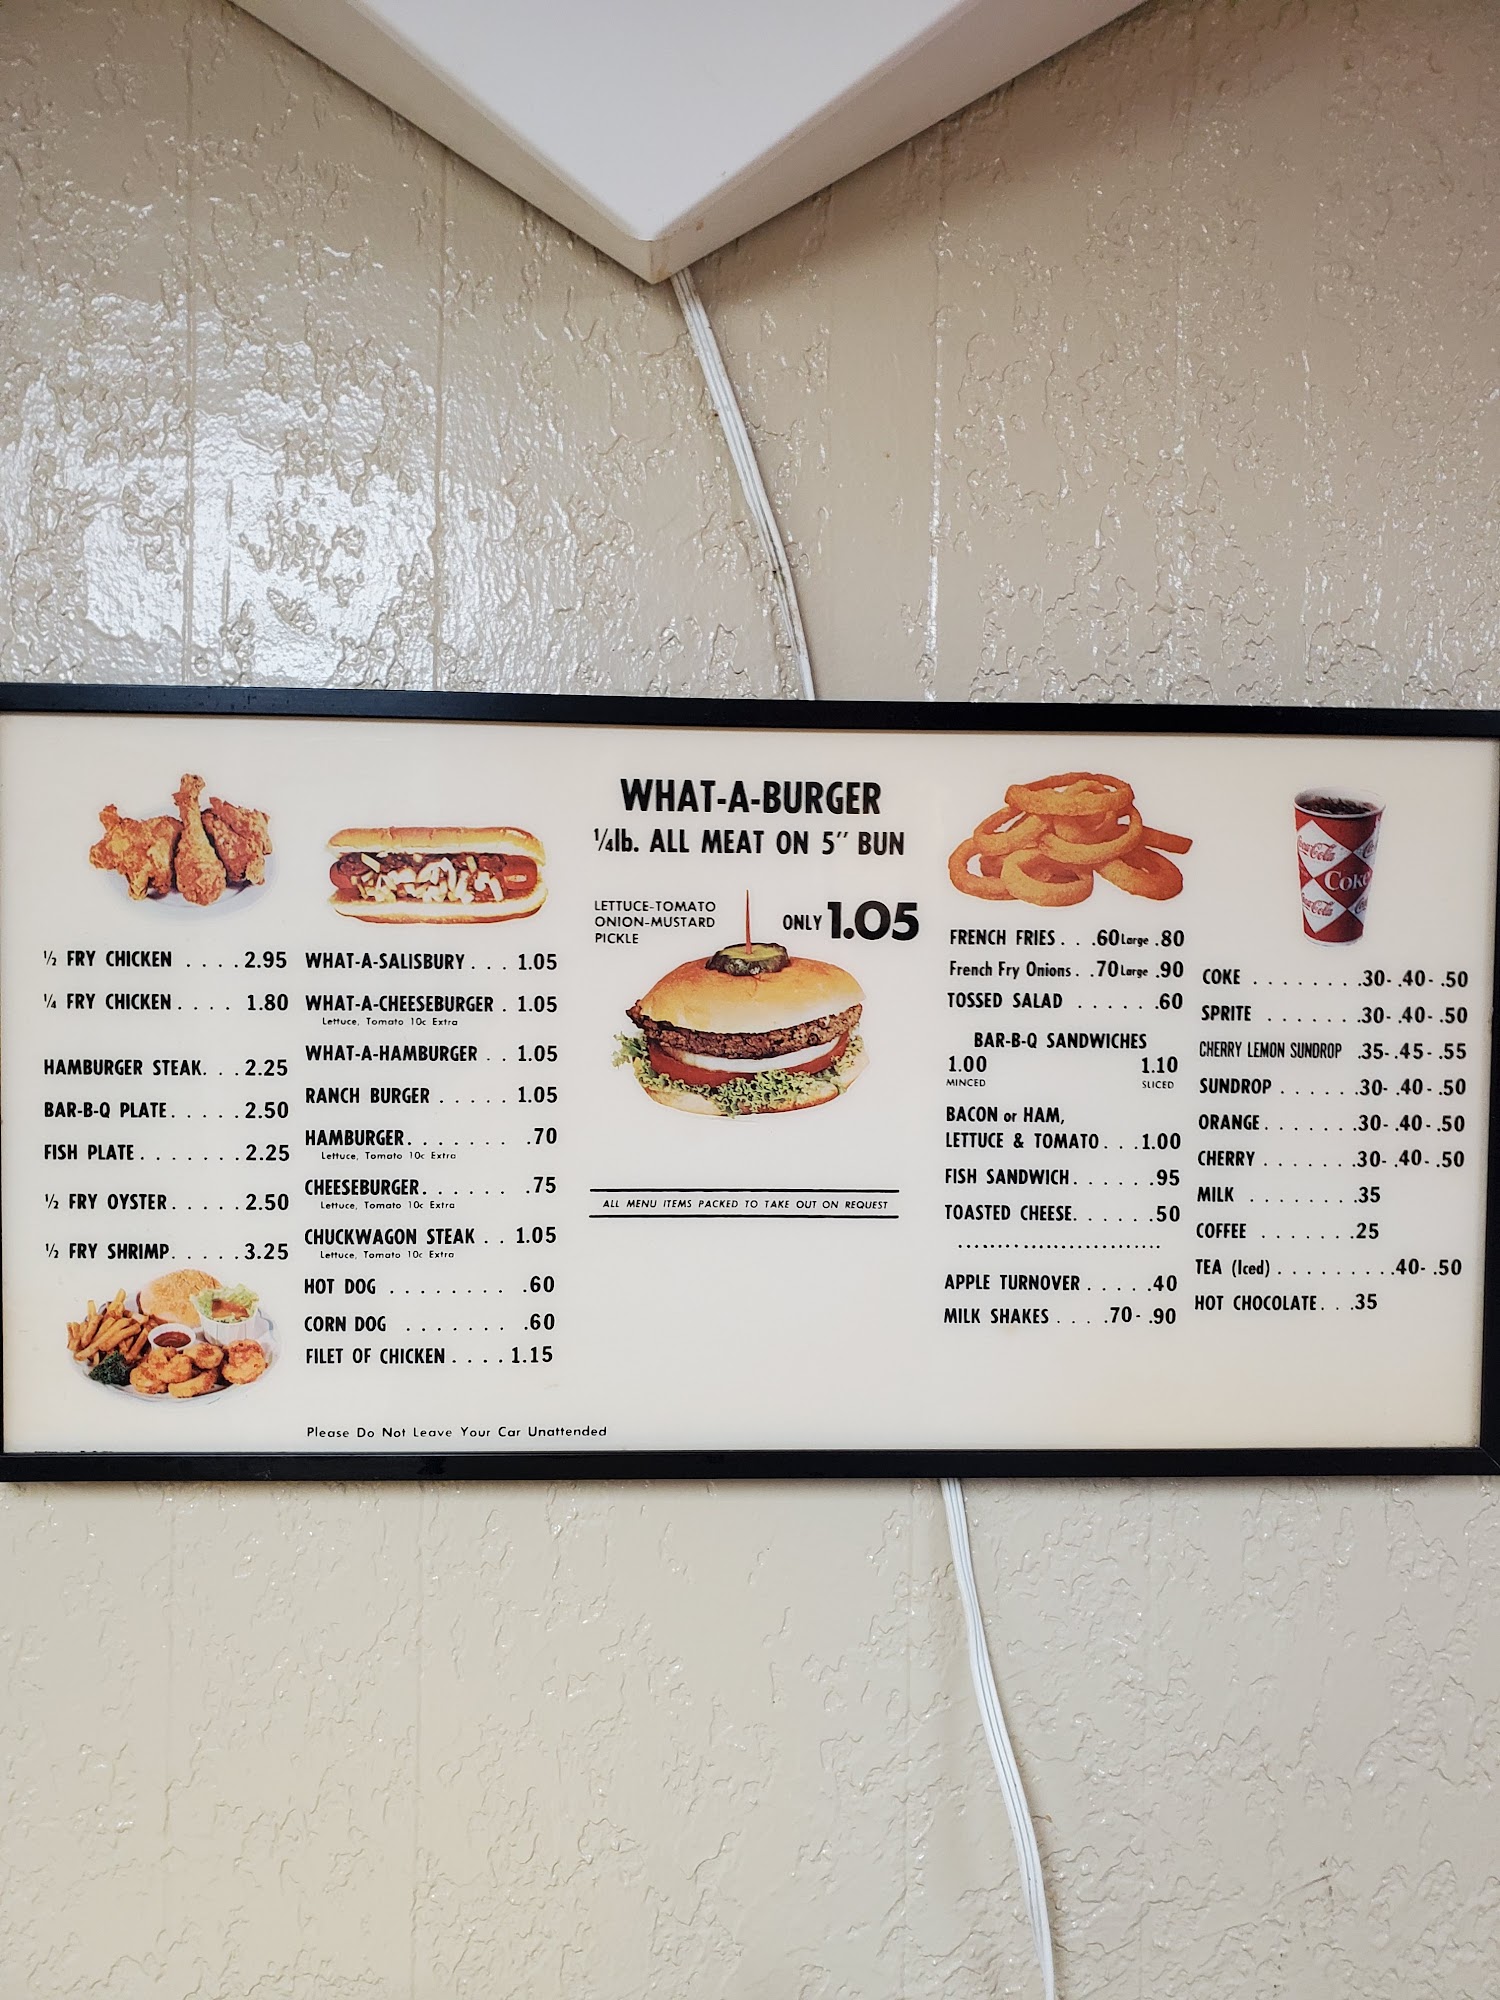 ½ FRY CHICKEN . . . . 2.95
¼ FRY CHICKEN . . . . 1.80
HAMBURGER STEAK. . . 2.25
BAR-B-Q PLATE . . . . . 2.50
FISH PLATE . . . . . . . 2.25
½ FRY OYSTER . . . . . 2.50
½ FRY SHRIMP. . . . . 3.25
WHAT-A-SALISBURY . . . 1.05
WHAT-A-CHEESEBURGER . 1.05
Lettuce, Tomato 10c Extra
WHAT-A-HAMBURGER . . 1.05
RANCH BURGER . . . . . 1.05
HAMBURGER. . . . . . . .70
Lettuce, Tomato 10c Extra
CHEESEBURGER. . . . . . .75
Lettuce, Tomato 10c Extra
CHUCKWAGON STEAK . . 1.05
Lettuce, Tomato 10c Extra
HOT DOG . . . . . . . . .60
CORN DOG . . . . . . . .60
FILET OF CHICKEN . . . . 1.15
Please Do Not Leave Your Car Unattended
WHAT-A-BURGER
¼lb. ALL MEAT ON 5" BUN
LETTUCE-TOMATO
ONION-MUSTARD
PICKLE
ONLY 1.05
ALL MENU ITEMS PACKED TO TAKE OUT ON REQUEST
FRENCH FRIES . . .60 Large .80
French Fry Onions . .70 Large .90
TOSSED SALAD . . . . . .60
BAR-B-Q SANDWICHES
1.00 1.10
MINCED SLICED
BACON or HAM,
LETTUCE & TOMATO . . .1.00
FISH SANDWICH. . . . . .95
TOASTED CHEESE. . . . . .50
APPLE TURNOVER . . . . .40
MILK SHAKES . . . .70- .90
Coca-Cola
Coke
Coca-Cola
COKE . . . . . . . .30- .40- .50
SPRITE . . . . . . .30- .40- .50
CHERRY LEMON SUNDROP .35- .45- .55
SUNDROP . . . . . .30- .40- .50
ORANGE . . . . . . .30- .40- .50
CHERRY . . . . . . .30- .40- .50
MILK . . . . . . . .35
COFFEE . . . . . . .25
TEA (Iced) . . . . . . . . .40- .50
HOT CHOCOLATE. . .35